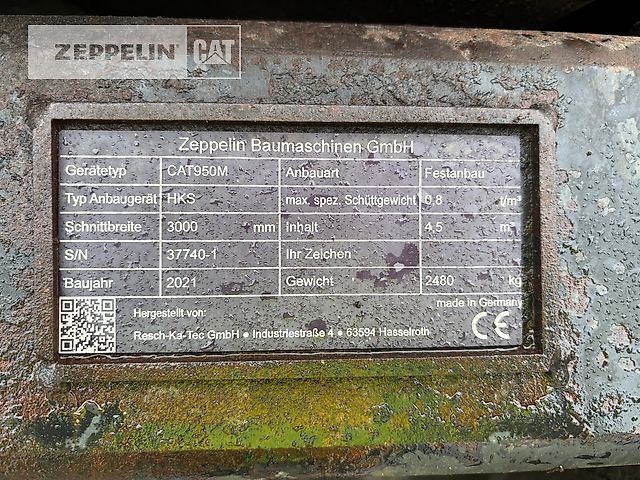 ZEPPELIN CAT
Zeppelin Baumaschinen GmbH
Gerätetyp CAT950M Anbauart Festanbau
Typ Anbaugerät HKS max. spez. Schüttgewicht 0,8 t/m³
Schnittbreite 3000 mm Inhalt 4,5 m³
S/N 37740-1 Ihr Zeichen
Baujahr 2021 Gewicht 2480 kg
made in Germany
Hergestellt von:
Resch-Ka-Tec GmbH ● Industriestraße 4 ● 63594 Hasselroth
CE